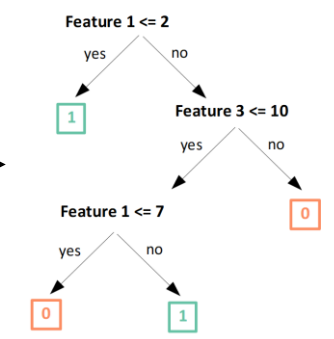 Feature 1 <= 2
yes no
1
Feature 3 <= 10
yes no
Feature 1 <= 7
0
yes no
0 1